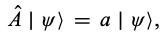 Â | ψ⟩ = a | ψ⟩,